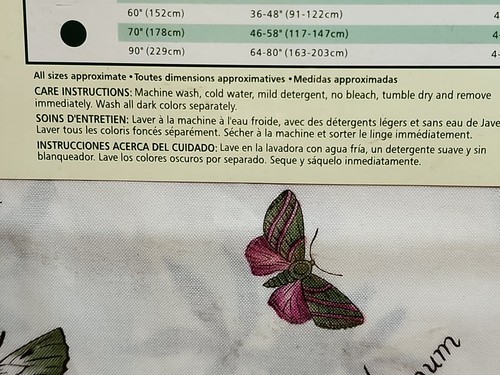 60" (152cm) 36-48" (91-122cm) 4
70" (178cm) 46-58" (117-147cm) 4-
90" (229cm) 64-80" (163-203cm) 4-
All sizes approximate • Toutes dimensions approximatives • Medidas approximadas
CARE INSTRUCTIONS: Machine wash, cold water, mild detergent, no bleach, tumble dry and remove
immediately. Wash all dark colors separately.
SOINS D'ENTRETIEN: Laver à la machine à l'eau froide, avec des détergents légers et sans eau de Jave
Laver tous les coloris foncés séparément. Sécher à la machine et sortir le linge immédiatement.
INSTRUCCIONES ACERCA DEL CUIDADO: Lave en la lavadora con agua fría, un detergente suave y sin
blanqueador. Lave los colores oscuros por separado. Seque y sáquelo inmediatamente.
um